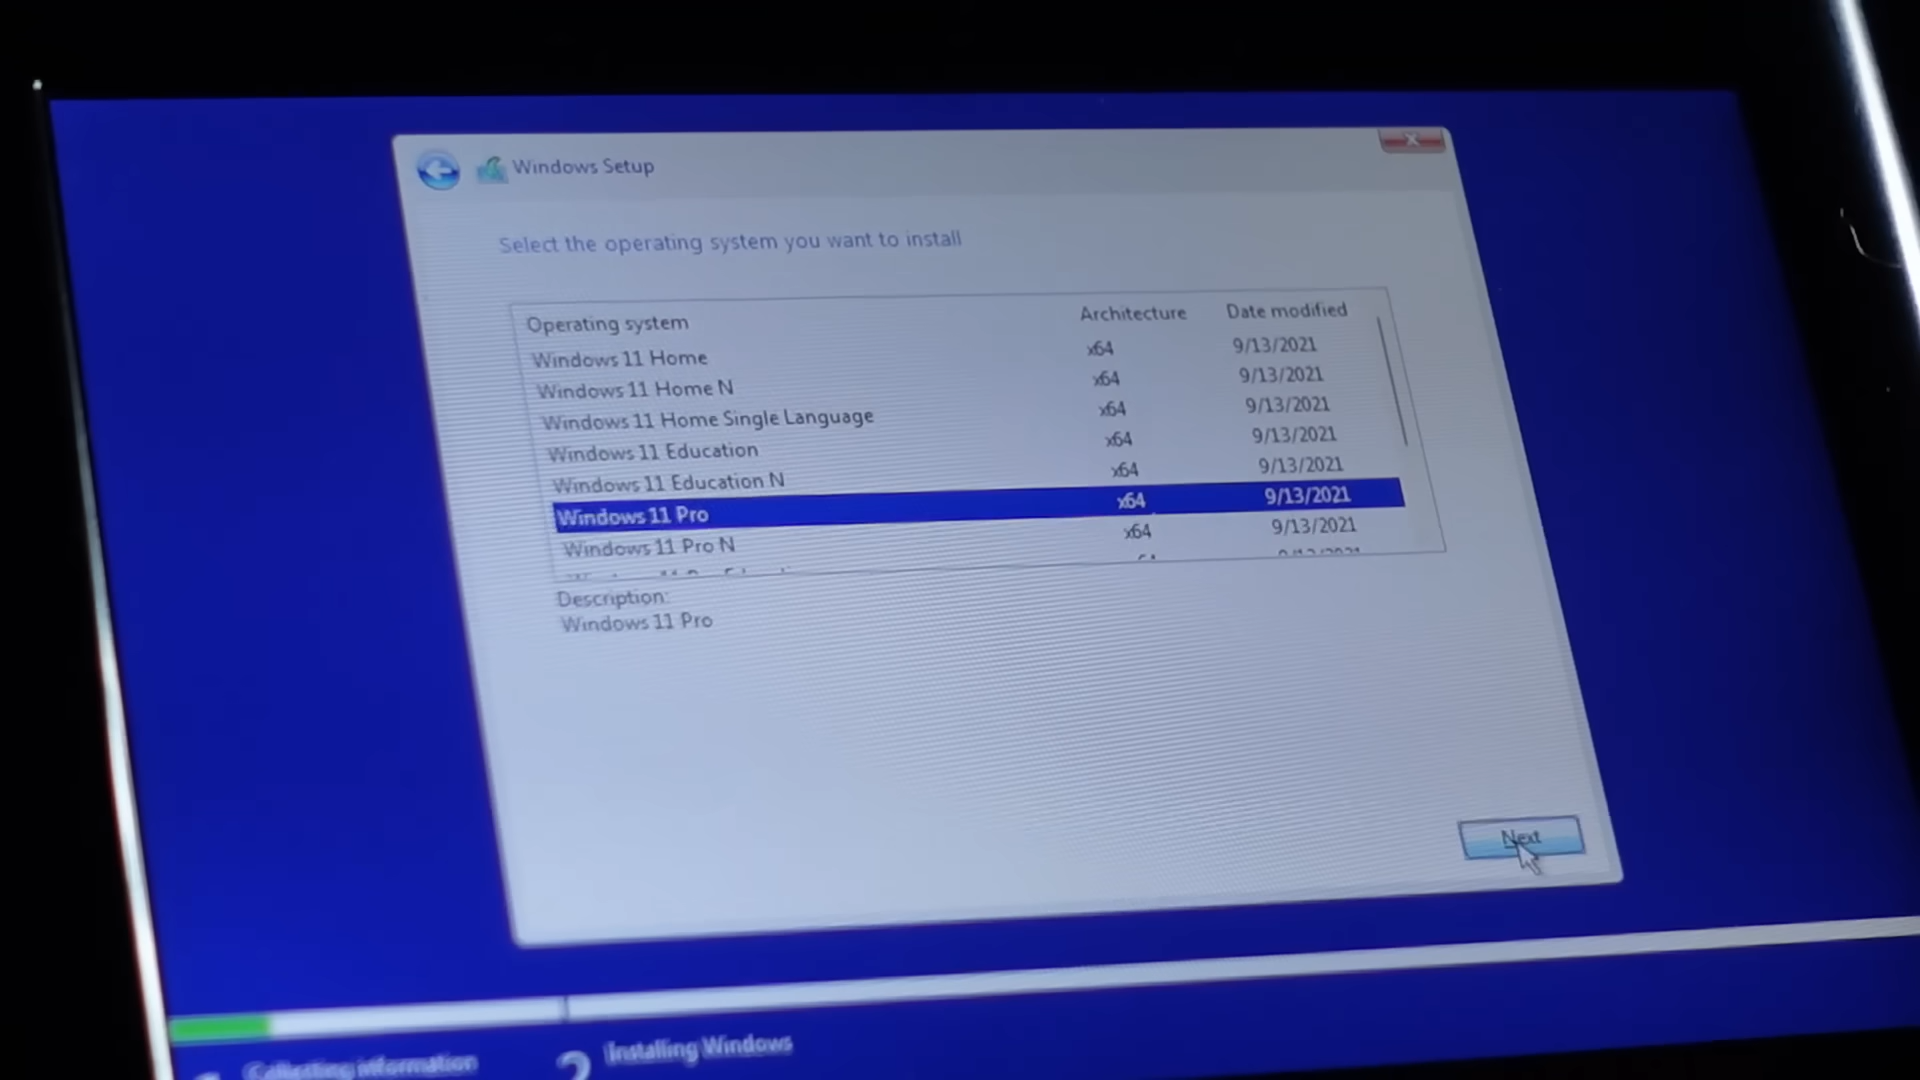 Windows Setup
Select the operating system you want to install
Operating system Architecture Date modified
Windows 11 Home x64 9/13/2021
Windows 11 Home N x64 9/13/2021
Windows 11 Home Single Language x64 9/13/2021
Windows 11 Education x64 9/13/2021
Windows 11 Education N x64 9/13/2021
Windows 11 Pro x64 9/13/2021
Windows 11 Pro N x64 9/13/2021
Description:
Windows 11 Pro
Next
Collecting information
2 Installing Windows